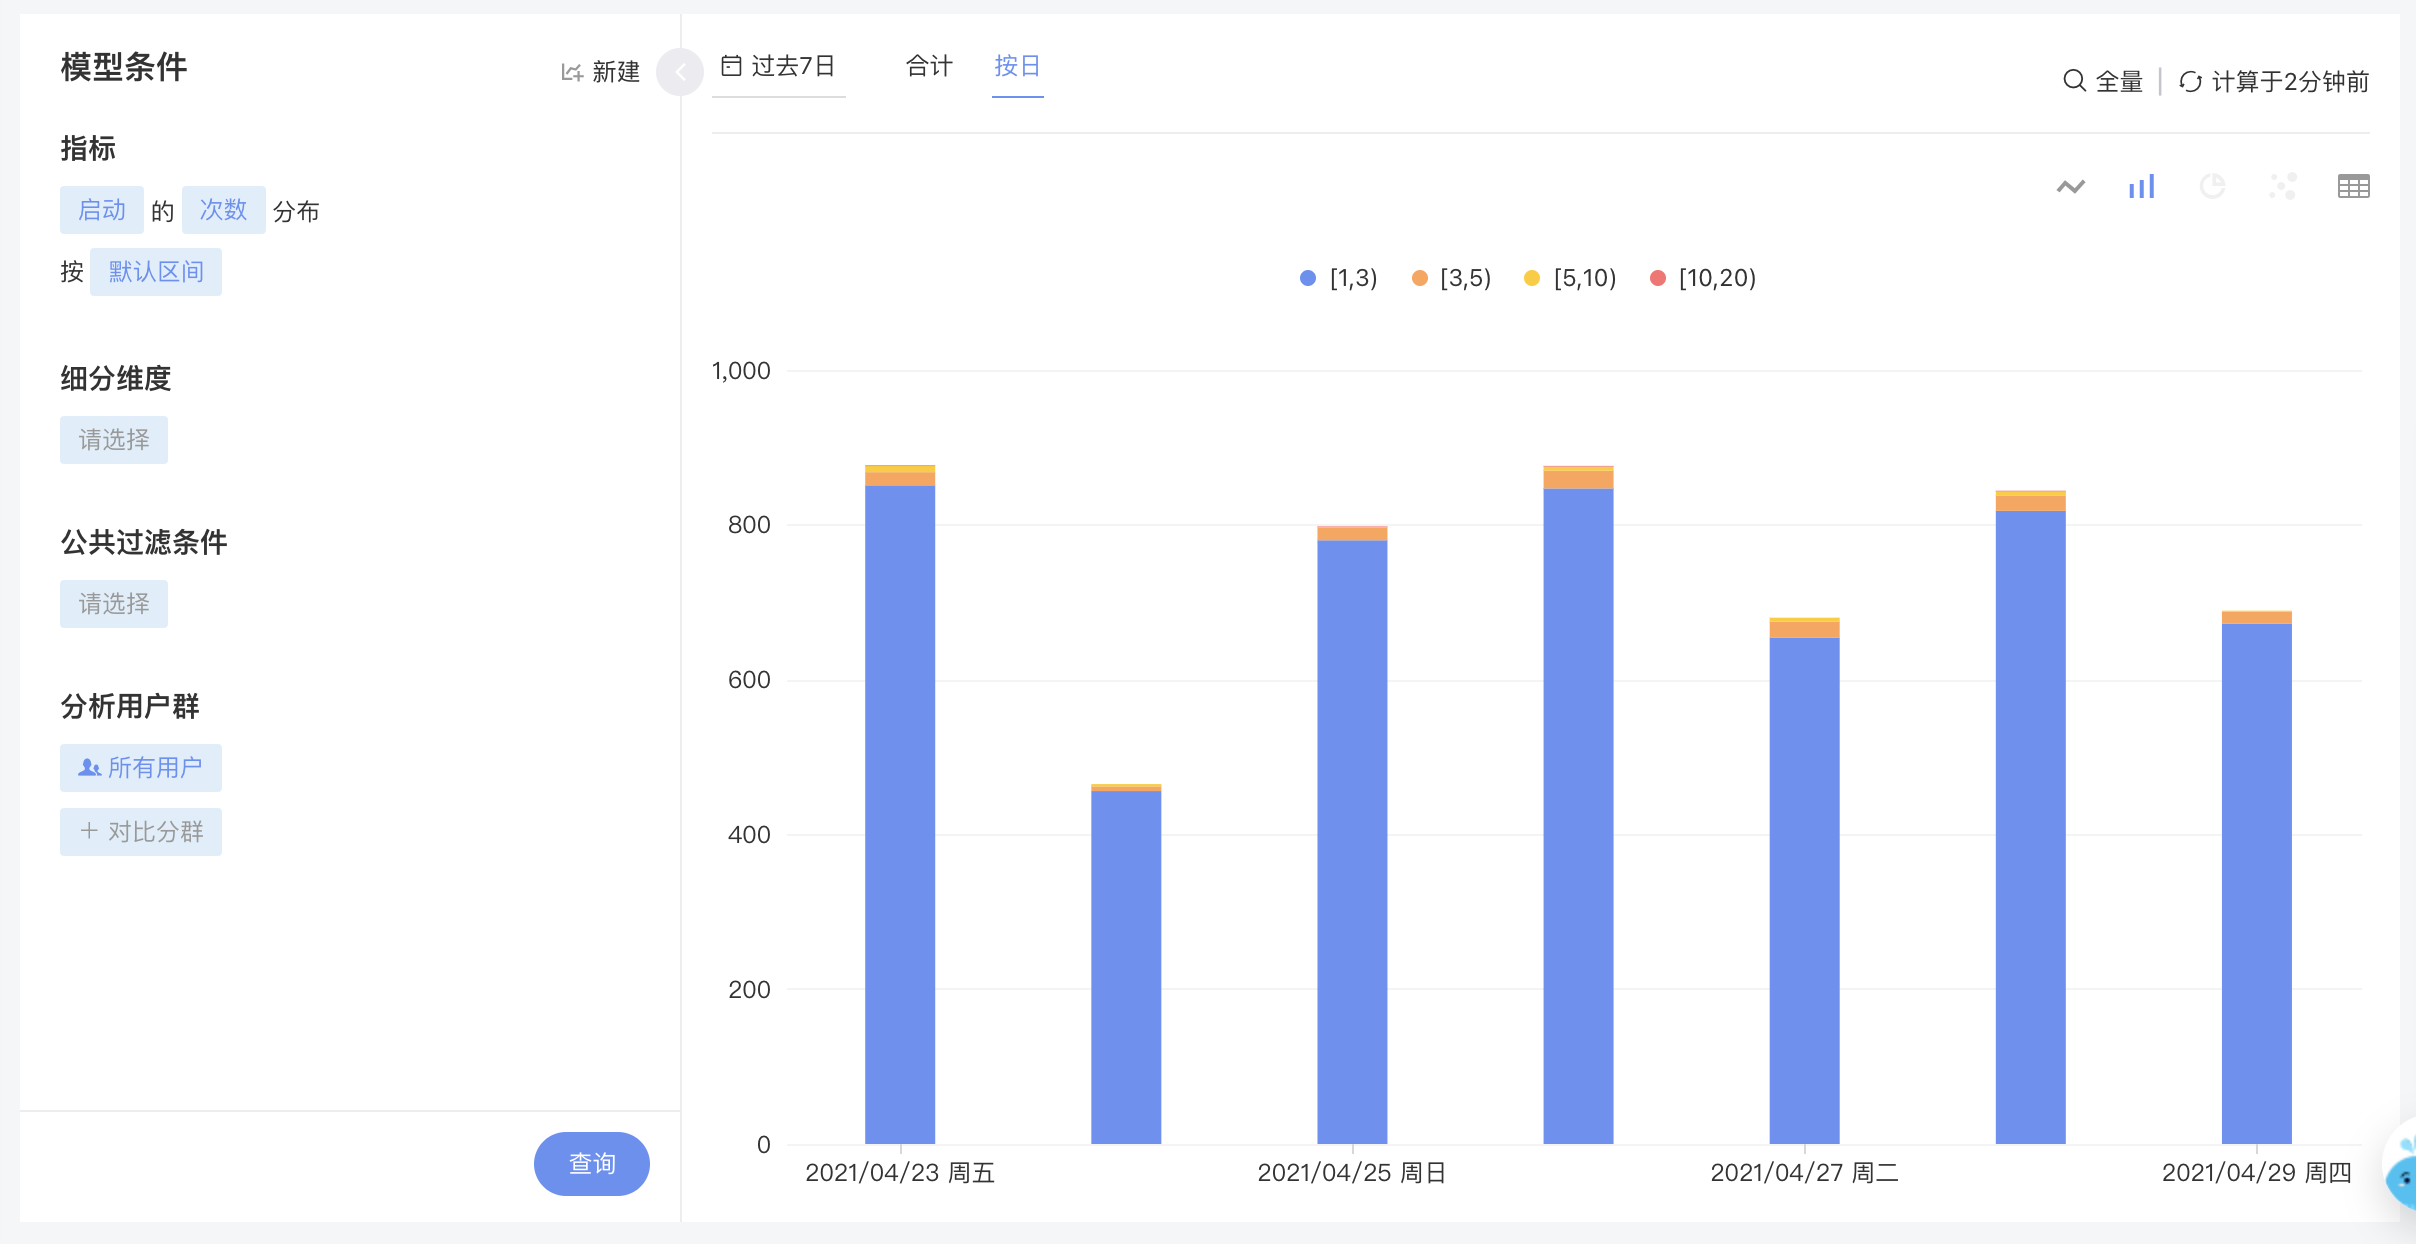 模型条件
新建
指标
启动 的 次数 分布
按 默认区间
细分维度
请选择
公共过滤条件
请选择
分析用户群
所有用户
+ 对比分群
查询
过去7日 合计 按日
全量 | 计算于2分钟前
[1,3) [3,5) [5,10) [10,20)
1,000
800
600
400
200
0
2021/04/23 周五 2021/04/25 周日 2021/04/27 周二 2021/04/29 周四